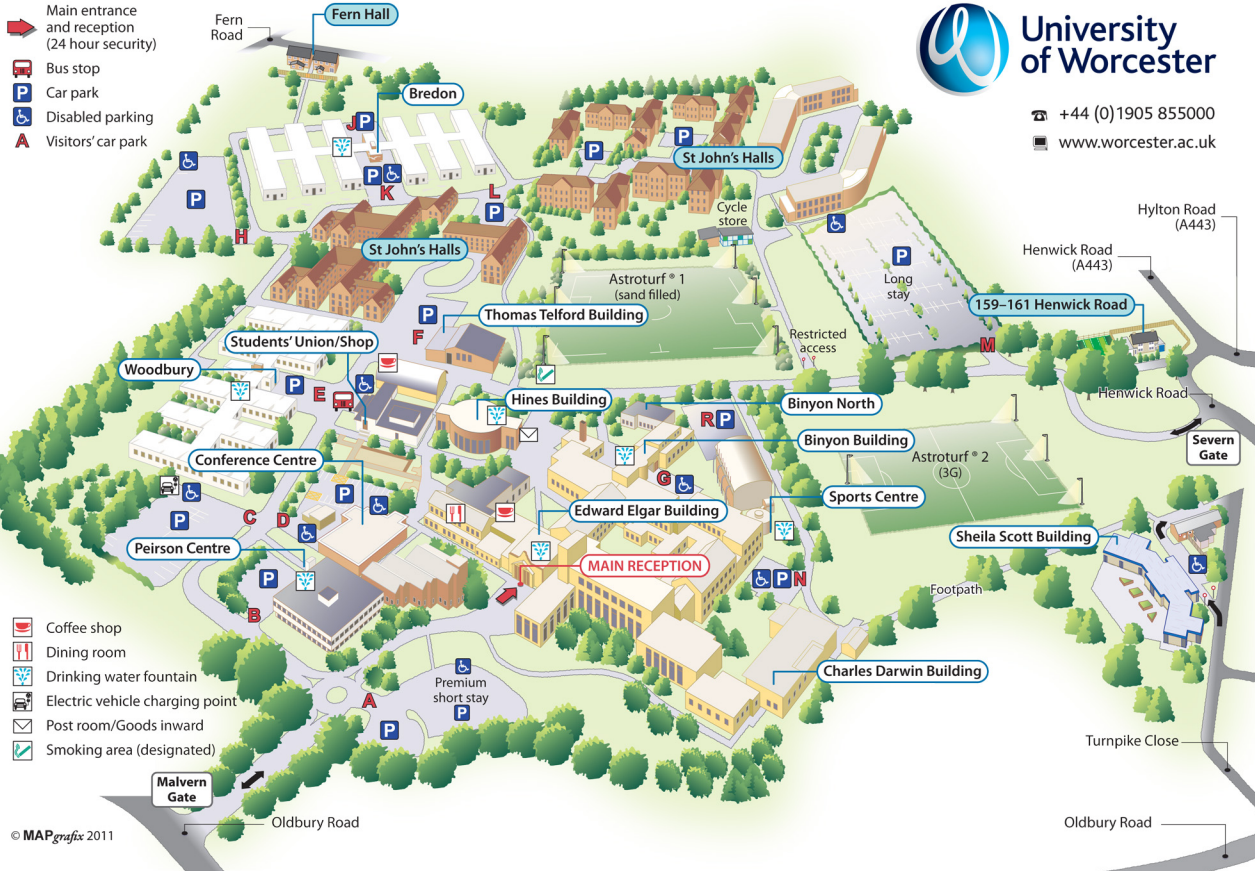 Main entrance
and reception
(24 hour security)
Bus stop
P Car park
Disabled parking
A Visitors' car park
Fern
Road
Fern Hall
University
of Worcester
+44 (0)1905 855000
www.worcester.ac.uk
Bredon
J P
P
P
St John's Halls
P
P
K
L
P
H
Cycle
store
Hylton Road
(A443)
St John's Halls
Henwick Road
(A443)
P
Long
stay
Astroturf ® 1
(sand filled)
159–161 Henwick Road
P
Thomas Telford Building
F
Students' Union/Shop
Restricted
access
M
Woodbury
P
E
Henwick Road
Hines Building
Binyon North
R P
Severn
Gate
Binyon Building
Astroturf ® 2
(3G)
Conference Centre
G
P
Sports Centre
Edward Elgar Building
P
C
D
Sheila Scott Building
Peirson Centre
MAIN RECEPTION
P
P N
Footpath
B
Coffee shop
Dining room
Drinking water fountain
Electric vehicle charging point
Post room/Goods inward
Smoking area (designated)
Charles Darwin Building
Premium
short stay
P
A
P
Turnpike Close
Malvern
Gate
Oldbury Road
Oldbury Road
© MAPgrafix 2011